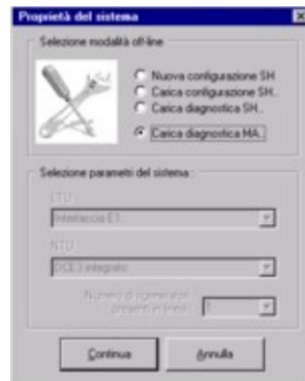 Proprietà del sistema
Selezione modalità off-line
Nuova configurazione SH
Carica configurazione SH..
Carica diagnostica SH..
Carica diagnostica MA..
Selezione parametri del sistema :
LTU :
Interfaccia E1
NTU :
DCE3 integrato
Numero di rigeneratori
presenti in linea:
Continua
Annulla